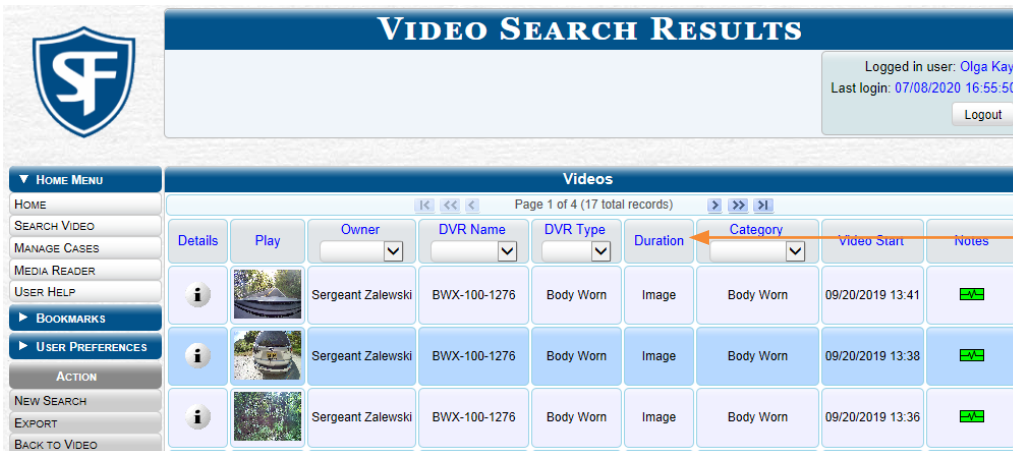 VIDEO SEARCH RESULTS
SF
Logged in user: Olga Kay
Last login: 07/08/2020 16:55:50
Logout
▼ HOME MENU
HOME
SEARCH VIDEO
MANAGE CASES
MEDIA READER
USER HELP
► BOOKMARKS
► USER PREFERENCES
ACTION
NEW SEARCH
EXPORT
BACK TO VIDEO
Videos
Page 1 of 4 (17 total records)
Details Play Owner DVR Name DVR Type Duration Category Video Start Notes
Sergeant Zalewski BWX-100-1276 Body Worn Image Body Worn 09/20/2019 13:41
Sergeant Zalewski BWX-100-1276 Body Worn Image Body Worn 09/20/2019 13:38
Sergeant Zalewski BWX-100-1276 Body Worn Image Body Worn 09/20/2019 13:36